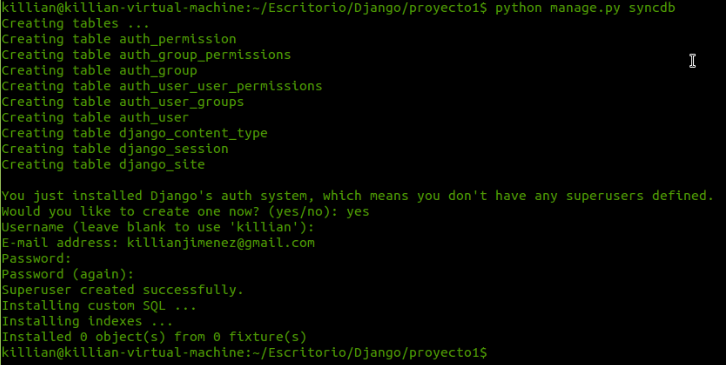 killian@killian-virtual-machine:~/Escritorio/Django/proyecto1$ python manage.py syncdb
Creating tables ...
Creating table auth_permission
Creating table auth_group_permissions
Creating table auth_group
Creating table auth_user_user_permissions
Creating table auth_user_groups
Creating table auth_user
Creating table django_content_type
Creating table django_session
Creating table django_site

You just installed Django's auth system, which means you don't have any superusers defined.
Would you like to create one now? (yes/no): yes
Username (leave blank to use 'killian'):
E-mail address: killianjimenez@gmail.com
Password:
Password (again):
Superuser created successfully.
Installing custom SQL ...
Installing indexes ...
Installed 0 object(s) from 0 fixture(s)
killian@killian-virtual-machine:~/Escritorio/Django/proyecto1$